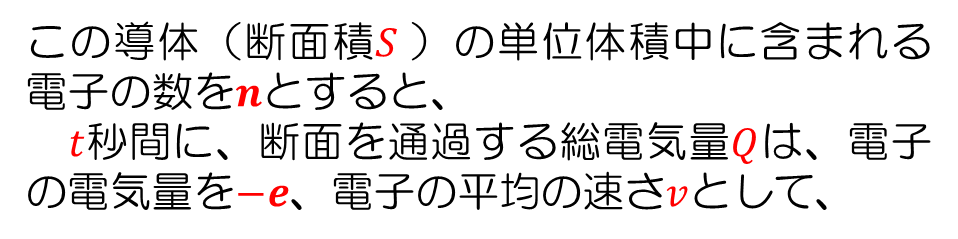 この導体（断面積S ）の単位体積中に含まれる
電子の数をnとすると、
　t秒間に、断面を通過する総電気量Qは、電子
の電気量を−e、電子の平均の速さvとして、